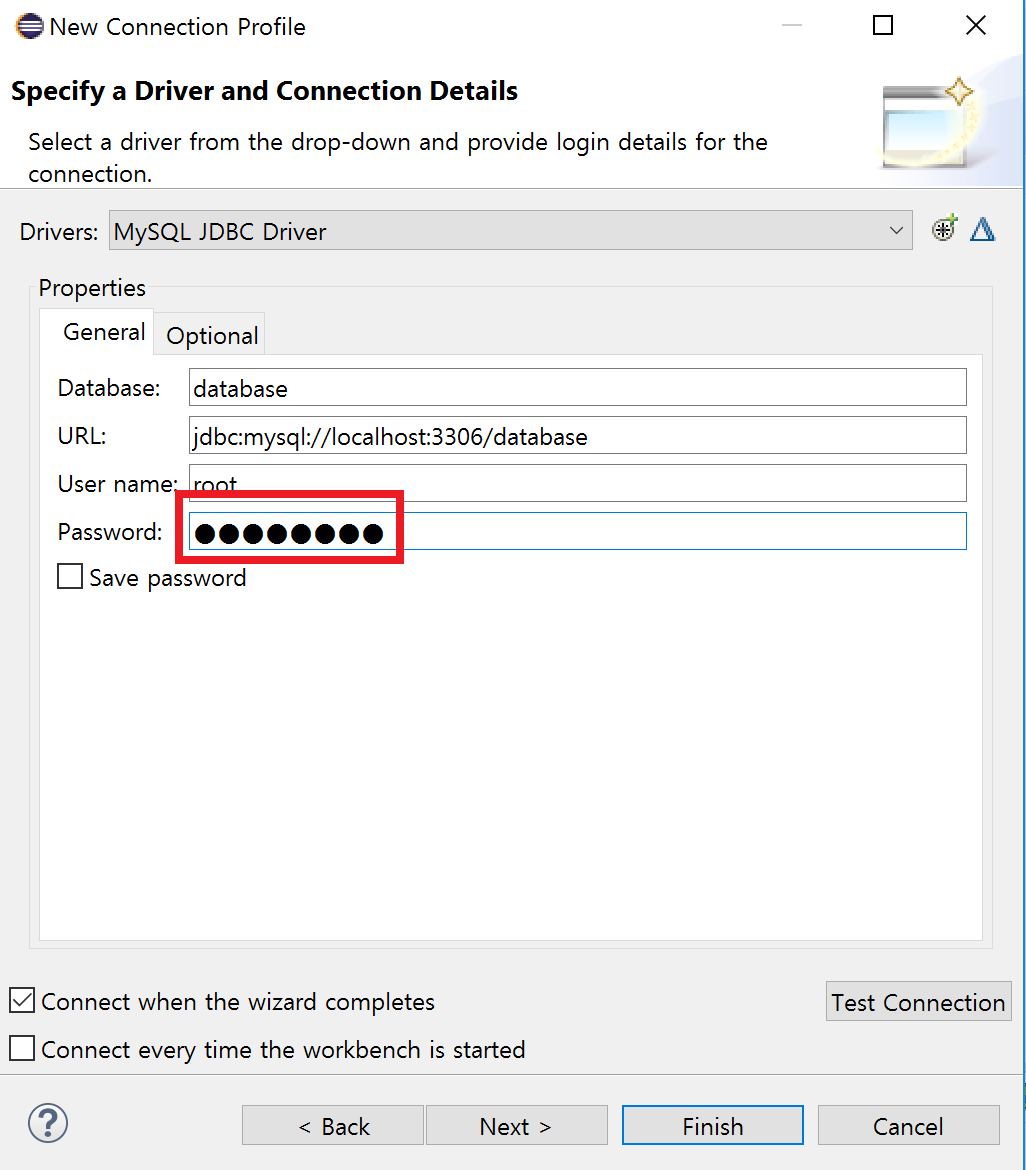 New Connection Profile
Specify a Driver and Connection Details
Select a driver from the drop-down and provide login details for the
connection.
Drivers: MySQL JDBC Driver
Properties
General Optional
Database: database
URL: jdbc:mysql://localhost:3306/database
User name: root
Password: ●●●●●●●●
Save password
Connect when the wizard completes
Test Connection
Connect every time the workbench is started
? < Back Next > Finish Cancel